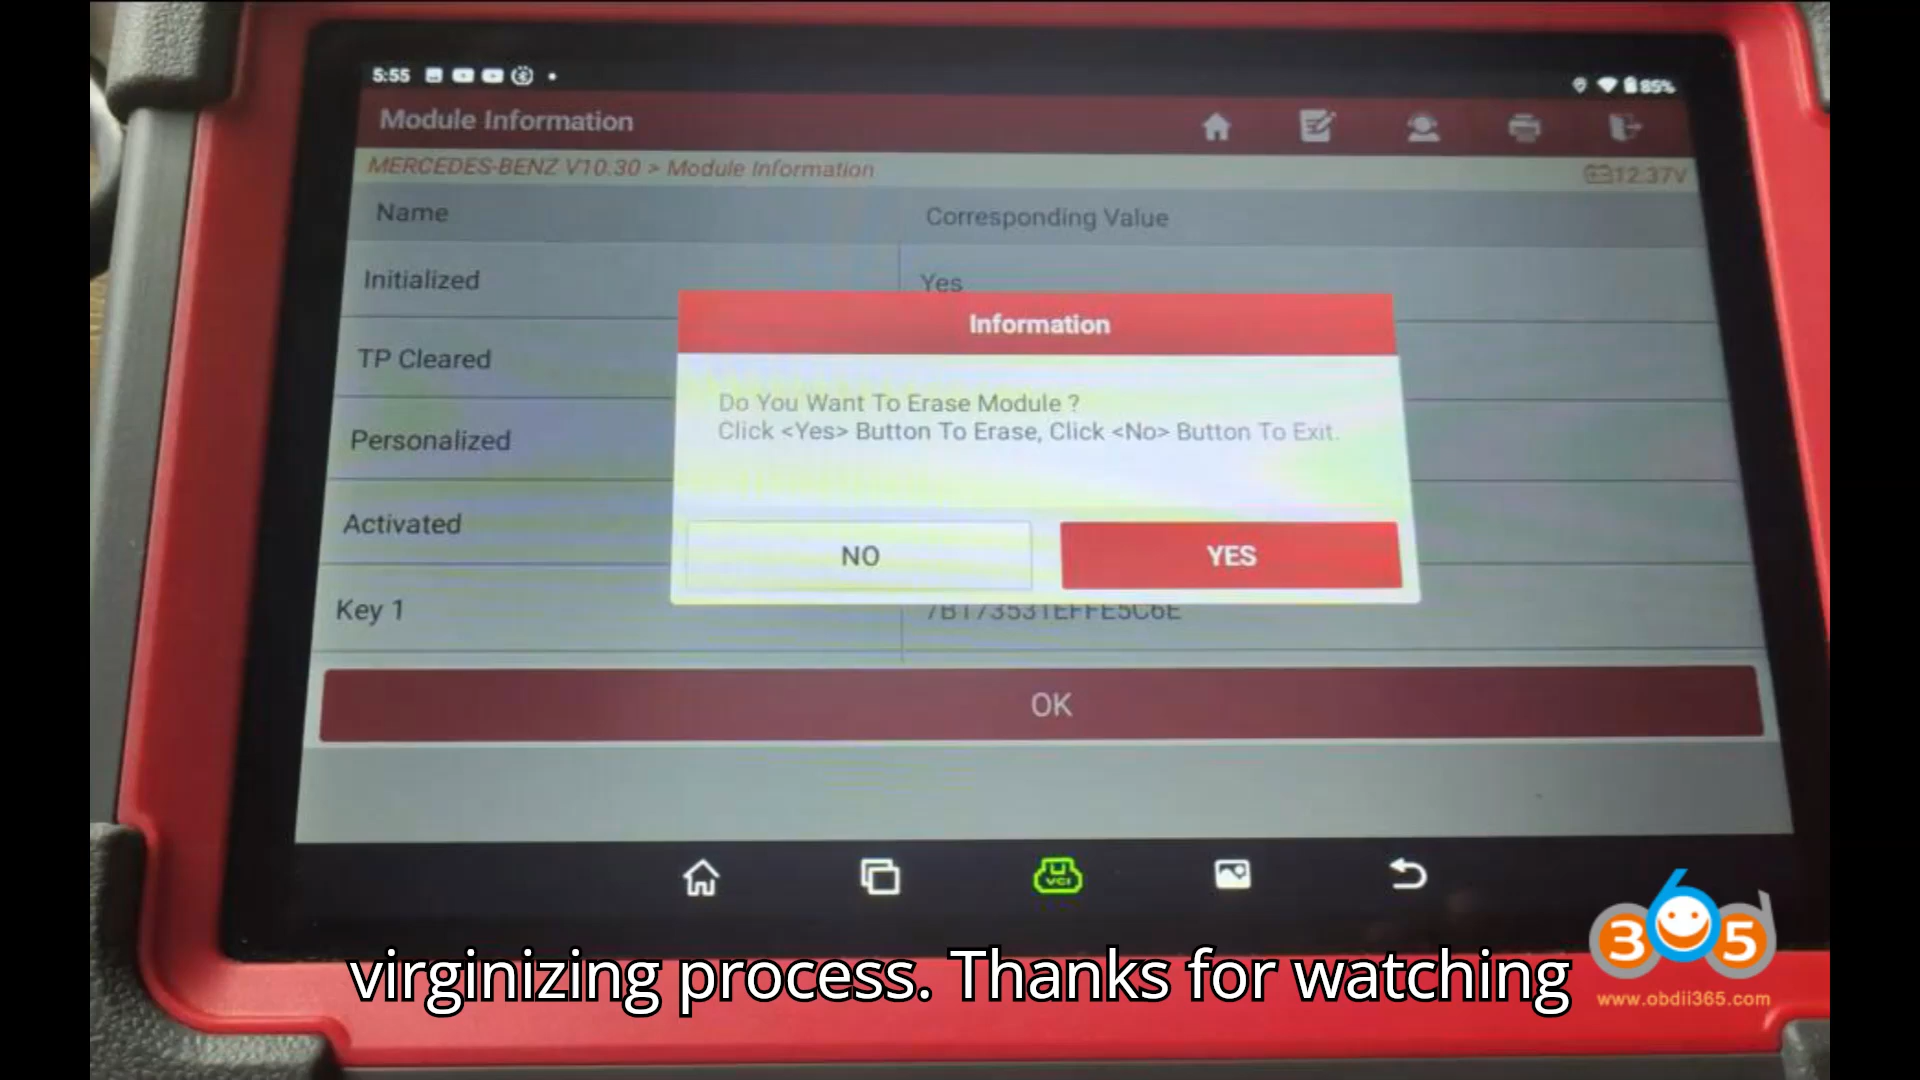 5:55
85%
Module Information
MERCEDES-BENZ V10.30 > Module Information
12.37V
Name
Corresponding Value
Initialized
Yes
Information
TP Cleared
Do You Want To Erase Module ?
Click <Yes> Button To Erase, Click <No> Button To Exit.
Personalized
Activated
NO
YES
Key 1
7B173531EFFE5C6E
OK
VCI
365
virginizing process. Thanks for watching
www.obdii365.com